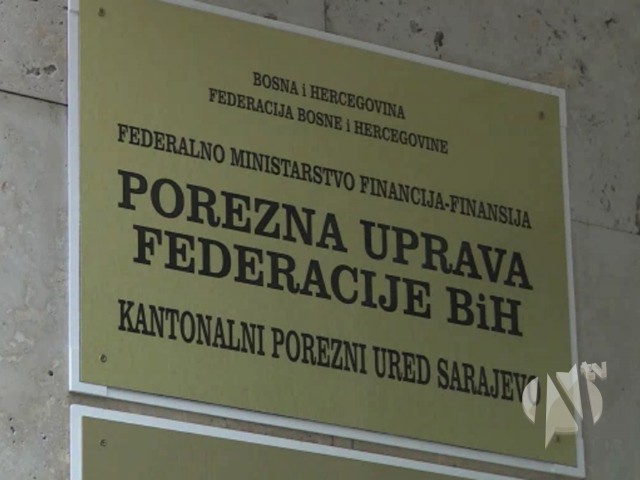 BOSNA i HERCEGOVINA
FEDERACIJA BOSNE i HERCEGOVINE
FEDERALNO MINISTARSTVO FINANCIJA-FINANSIJA
POREZNA UPRAVA
FEDERACIJE BiH
KANTONALNI POREZNI URED SARAJEVO